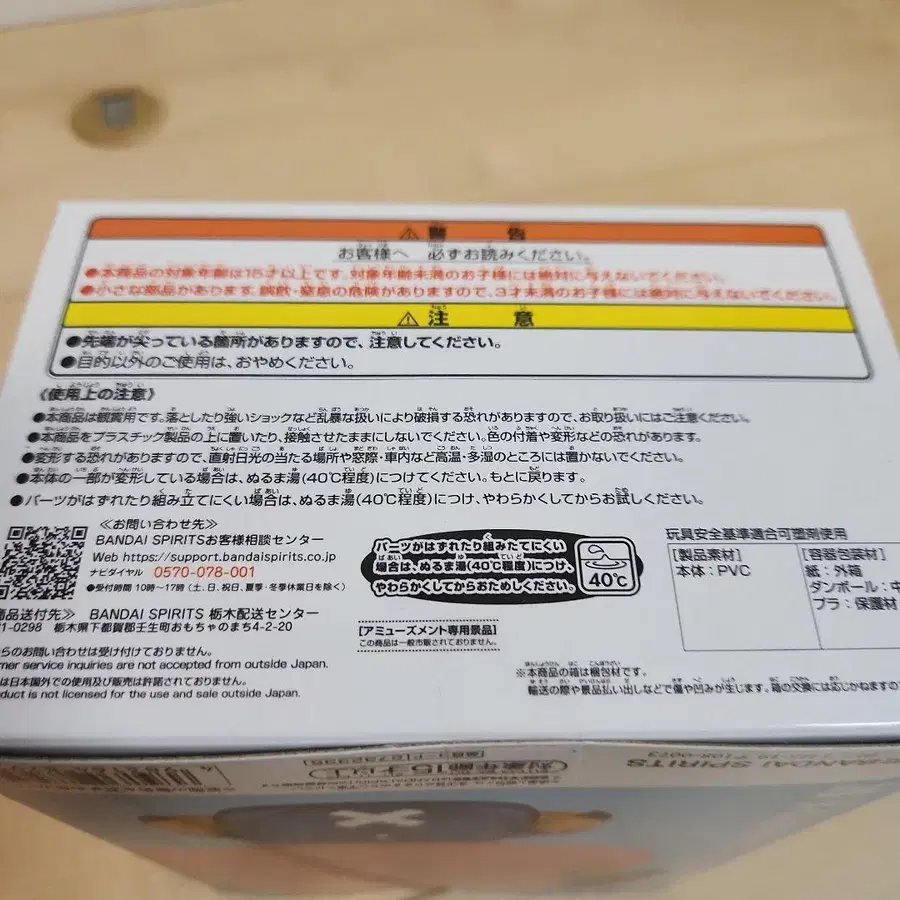 ⚠ 警告
お客様へ 必ずお読みください。
●本商品の対象年齢は15才以上です。対象年齢未満のお子様には絶対に与えないでください。
●小さな部品があります。誤飲・窒息の危険がありますので、3才未満のお子様には絶対に与えないでください。
⚠ 注意
●先端が尖っている箇所がありますので、注意してください。
●目的以外のご使用は、おやめください。
《使用上の注意》
●本商品は観賞用です。落としたり強いショックなど乱暴な扱いにより破損する恐れがありますので、お取り扱いにはご注意ください。
●本商品をプラスチック製品の上に置いたり、接触させたままにしないでください。色の付着や変形などの恐れがあります。
●変形する恐れがありますので、直射日光の当たる場所や窓際・車内など高温・多湿のところには置かないでください。
●本体の一部が変形している場合は、ぬるま湯(40℃程度)につけてください。もとに戻ります。
●パーツがはずれたり組み立てにくい場合は、ぬるま湯(40℃程度)につけ、やわらかくしてからお試しください。
≪お問い合わせ先≫
BANDAI SPIRITSお客様相談センター
Web https://support.bandaispirits.co.jp
ナビダイヤル 0570-078-001
●受付時間 10時～17時(土、日、祝日、夏季・冬季休業日を除く)
商品送付先≫ BANDAI SPIRITS 栃木配送センター
1-0298 栃木県下都賀郡壬生町おもちゃのまち4-2-20
らのお問い合わせは受け付けておりません。
mer service inquiries are not accepted from outside Japan.
は日本国外での使用及び販売は許諾されておりません。
oduct is not licensed for the use and sale outside Japan.
パーツがはずれたり組みたてにくい
場合は、ぬるま湯(40℃程度)につけ、
やわらかくしてからおためしください。
40℃
[アミューズメント専用景品]
この商品は一般市販されておりません。
玩具安全基準適合可塑剤使用
[製品素材]
本体：PVC
[容器包装材]
紙：外箱
ダンボール：中
プラ：保護材
※本商品の箱は梱包材です。
輸送の際や景品払い出しなどで傷や凹みが生じます。箱の交換には応じかねますので
対象年齢15才以上
BANDAI SPIRITS